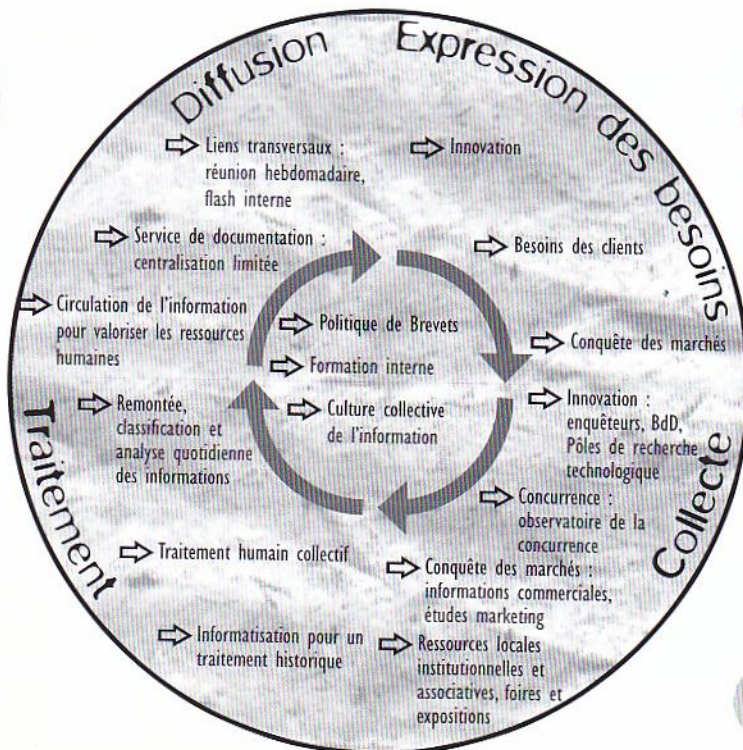 Diffusion
Expression des besoins
Collecte
Traitement
Liens transversaux :
réunion hebdomadaire,
flash interne
Innovation
Service de documentation :
centralisation limitée
Besoins des clients
Circulation de l'information
pour valoriser les ressources
humaines
Politique de Brevets
Formation interne
Culture collective
de l'information
Conquête des marchés
Remontée,
classification et
analyse quotidienne
des informations
Innovation :
enquêteurs, BdD,
Pôles de recherche
technologique
Concurrence :
observatoire de la
concurrence
Traitement humain collectif
Conquête des marchés :
informations commerciales,
études marketing
Informatisation pour un
traitement historique
Ressources locales
institutionnelles et
associatives, foires et
expositions